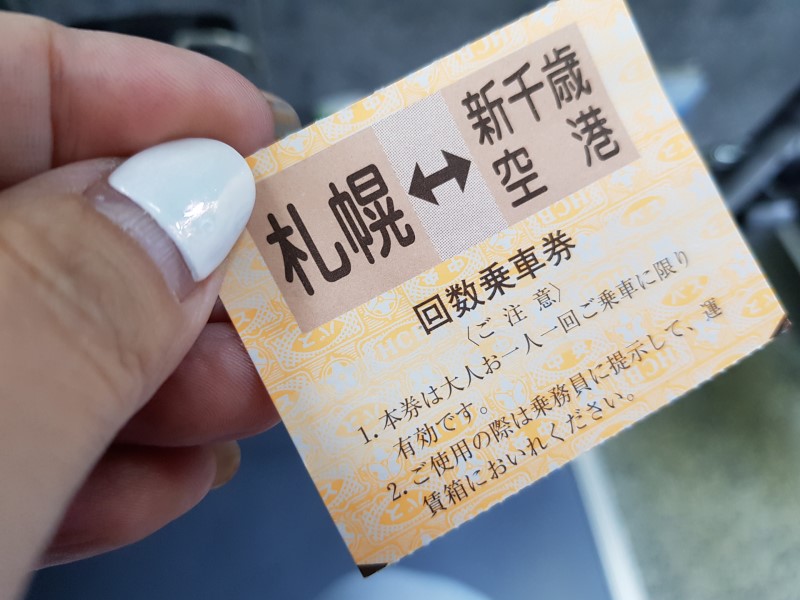 札幌↔新千歳
空港
回数乗車券
〈ご注意〉
1. 本券は大人お一人一回ご乗車に限り
有効です。
2. ご使用の際は乗務員に提示して、運
賃箱においれください。